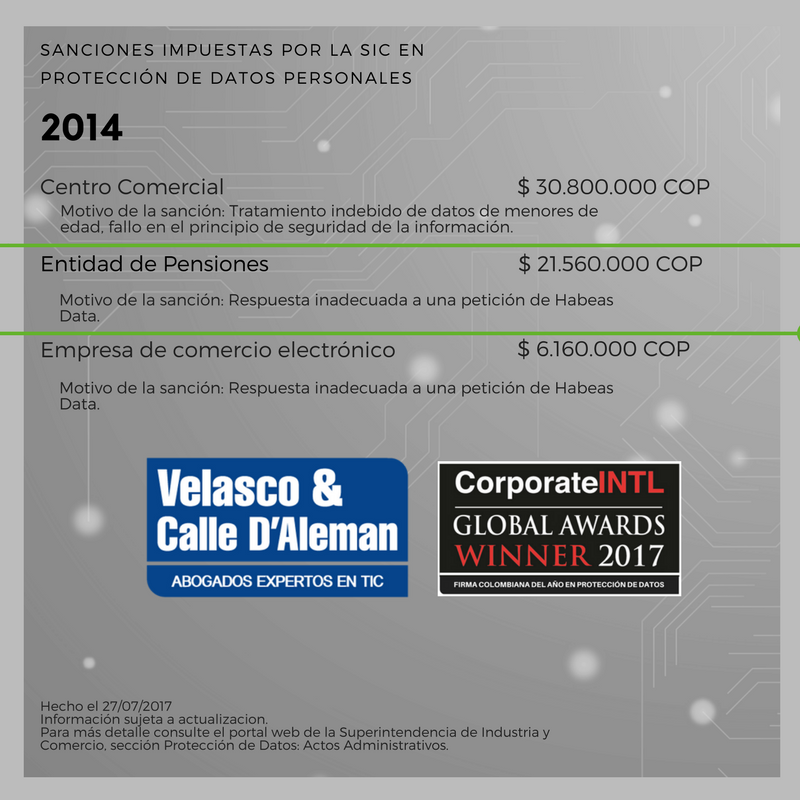 SANCIONES IMPUESTAS POR LA SIC EN
PROTECCIÓN DE DATOS PERSONALES
2014
Centro Comercial $ 30.800.000 COP
Motivo de la sanción: Tratamiento indebido de datos de menores de
edad, fallo en el principio de seguridad de la información.
Entidad de Pensiones $ 21.560.000 COP
Motivo de la sanción: Respuesta inadecuada a una petición de Habeas
Data.
Empresa de comercio electrónico $ 6.160.000 COP
Motivo de la sanción: Respuesta inadecuada a una petición de Habeas
Data.
Velasco &
Calle D'Aleman
ABOGADOS EXPERTOS EN TIC
CorporateINTL
GLOBAL AWARDS
WINNER 2017
FIRMA COLOMBIANA DEL AÑO EN PROTECCIÓN DE DATOS
Hecho el 27/07/2017
Información sujeta a actualizacion.
Para más detalle consulte el portal web de la Superintendencia de Industria y
Comercio, sección Protección de Datos: Actos Administrativos.